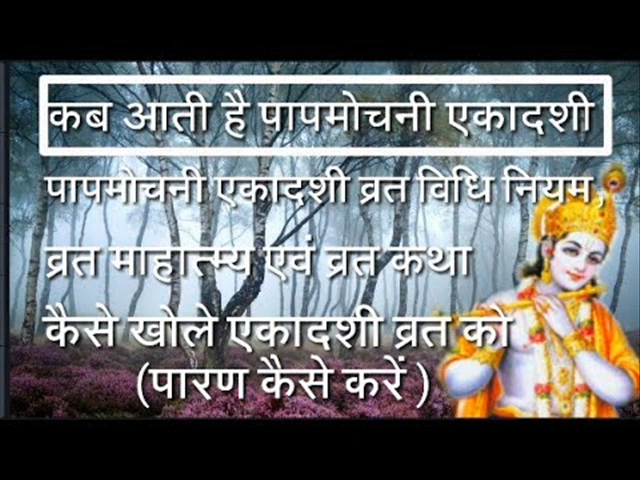 कब आती है पापमोचनी एकादशी
पापमोचनी एकादशी व्रत विधि नियम,
व्रत माहात्म्य एवं व्रत कथा
कैसे खोले एकादशी व्रत को
(पारण कैसे करें )